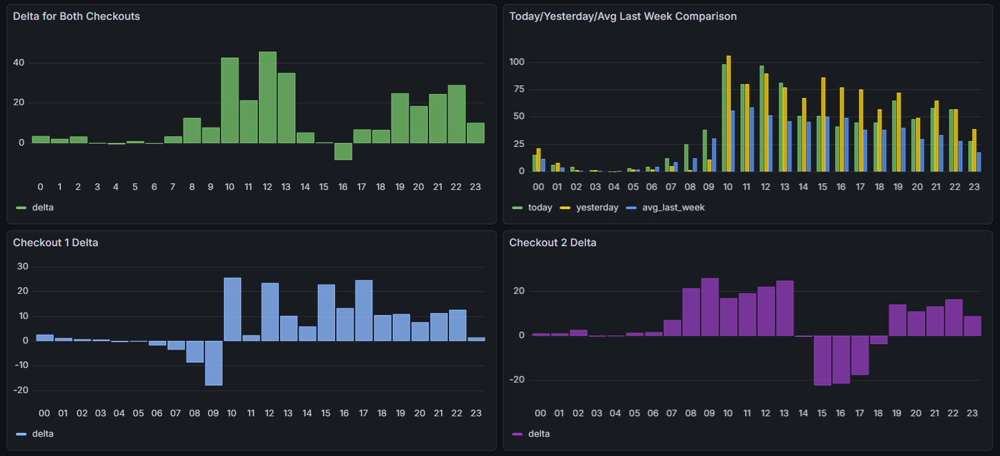 Delta for Both Checkouts
40
20
0
0 1 2 3 4 5 6 7 8 9 10 11 12 13 14 15 16 17 18 19 20 21 22 23
delta
Today/Yesterday/Avg Last Week Comparison
100
75
50
25
0
00 01 02 03 04 05 06 07 08 09 10 11 12 13 14 15 16 17 18 19 20 21 22 23
today yesterday avg_last_week
Checkout 1 Delta
30
20
10
0
-10
-20
00 01 02 03 04 05 06 07 08 09 10 11 12 13 14 15 16 17 18 19 20 21 22 23
delta
Checkout 2 Delta
20
0
-20
00 01 02 03 04 05 06 07 08 09 10 11 12 13 14 15 16 17 18 19 20 21 22 23
delta